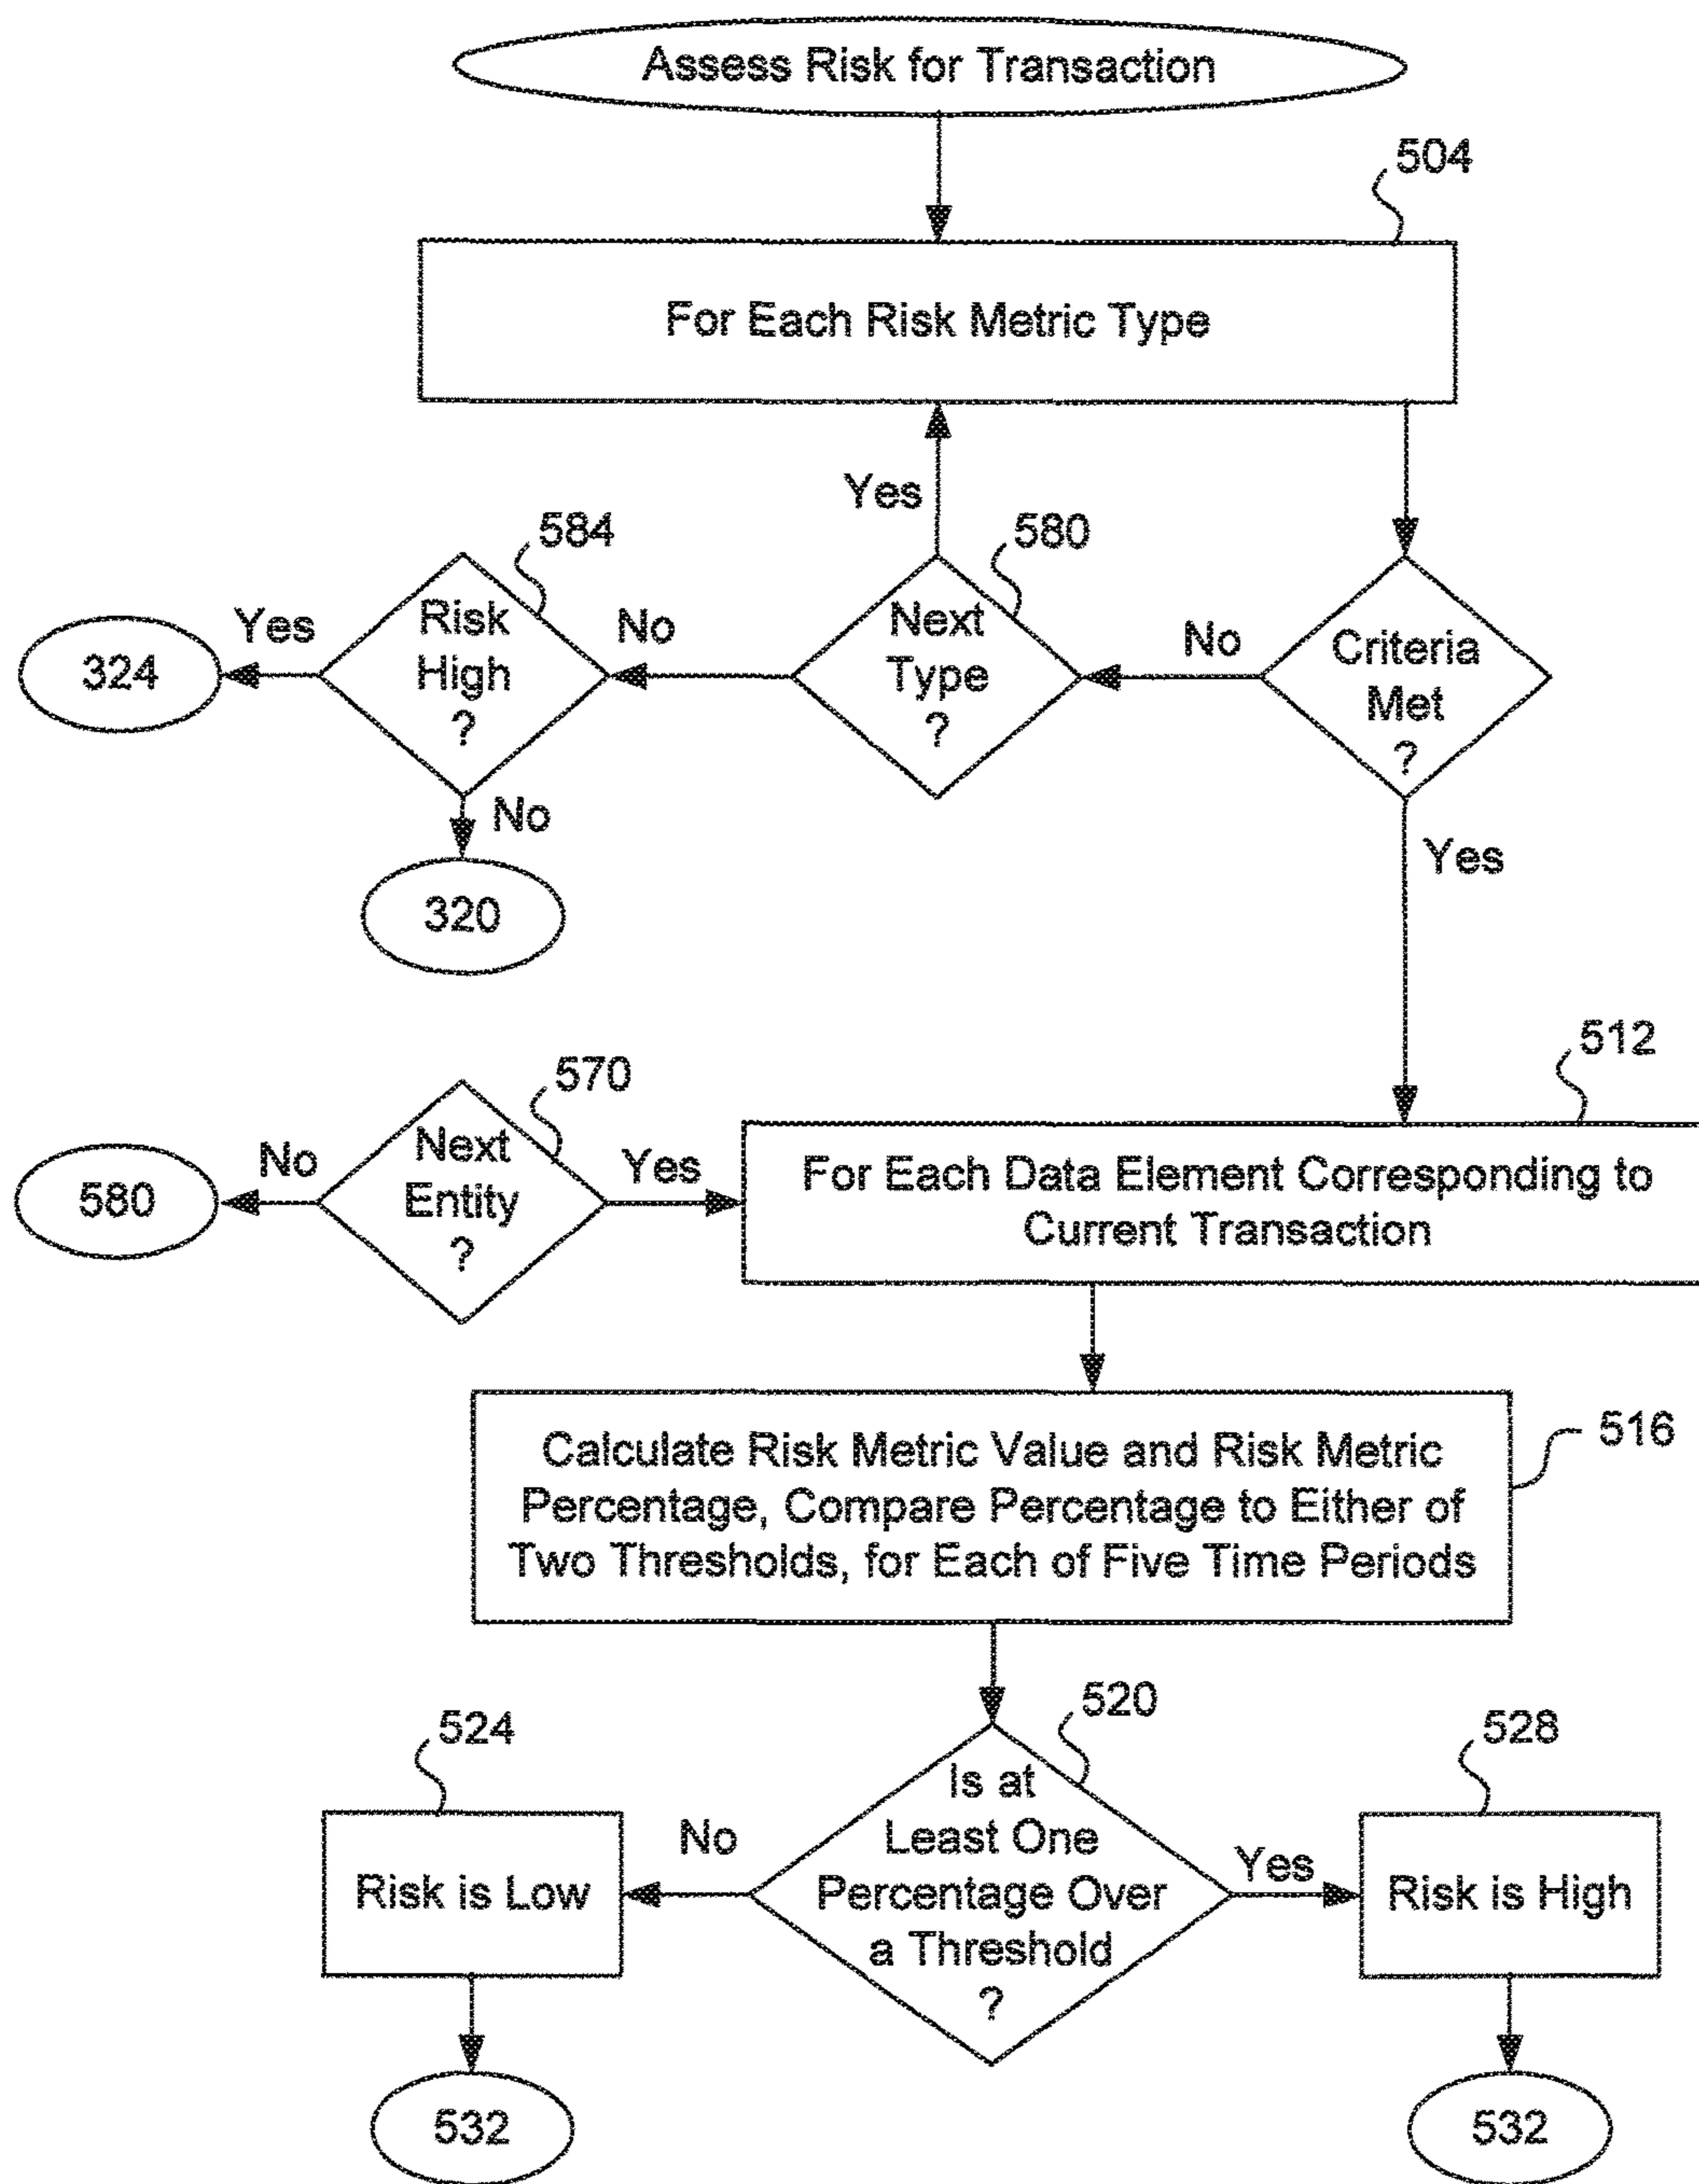 Assess Risk for Transaction
504
For Each Risk Metric Type
Yes
584
580
Risk
High
?
Yes
324
No
Next
Type
?
No
Criteria
Met
?
No
320
Yes
512
570
Next
Entity
?
No
580
Yes
For Each Data Element Corresponding to
Current Transaction
516
Calculate Risk Metric Value and Risk Metric
Percentage, Compare Percentage to Either of
Two Thresholds, for Each of Five Time Periods
520
524
528
Is at
Least One
Percentage Over
a Threshold
?
No
Yes
Risk is Low
Risk is High
532
532